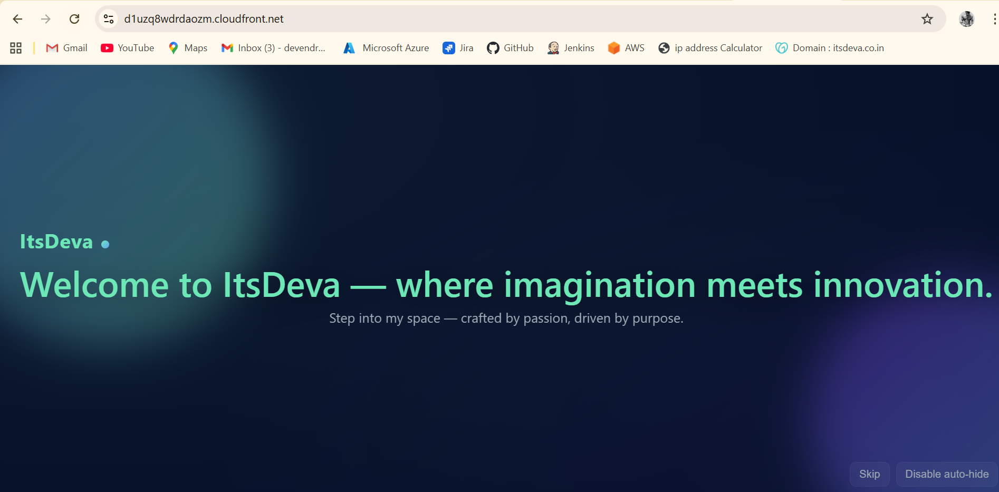 d1uzq8wdrdaozm.cloudfront.net
Gmail YouTube Maps Inbox (3) - devendr... Microsoft Azure Jira GitHub Jenkins AWS ip address Calculator Domain : itsdeva.co.in
ItsDeva
Welcome to ItsDeva — where imagination meets innovation.
Step into my space — crafted by passion, driven by purpose.
Skip Disable auto-hide